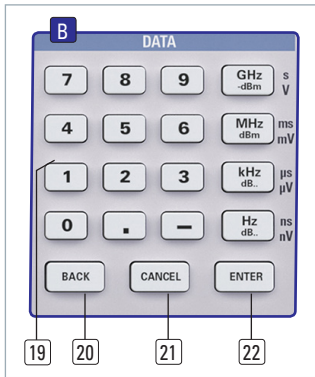 B
DATA
7 8 9 GHz -dBm s V
4 5 6 MHz dBm ms mV
1 2 3 kHz dB.. µs µV
0 . – Hz dB.. ns nV
BACK CANCEL ENTER
19 20 21 22